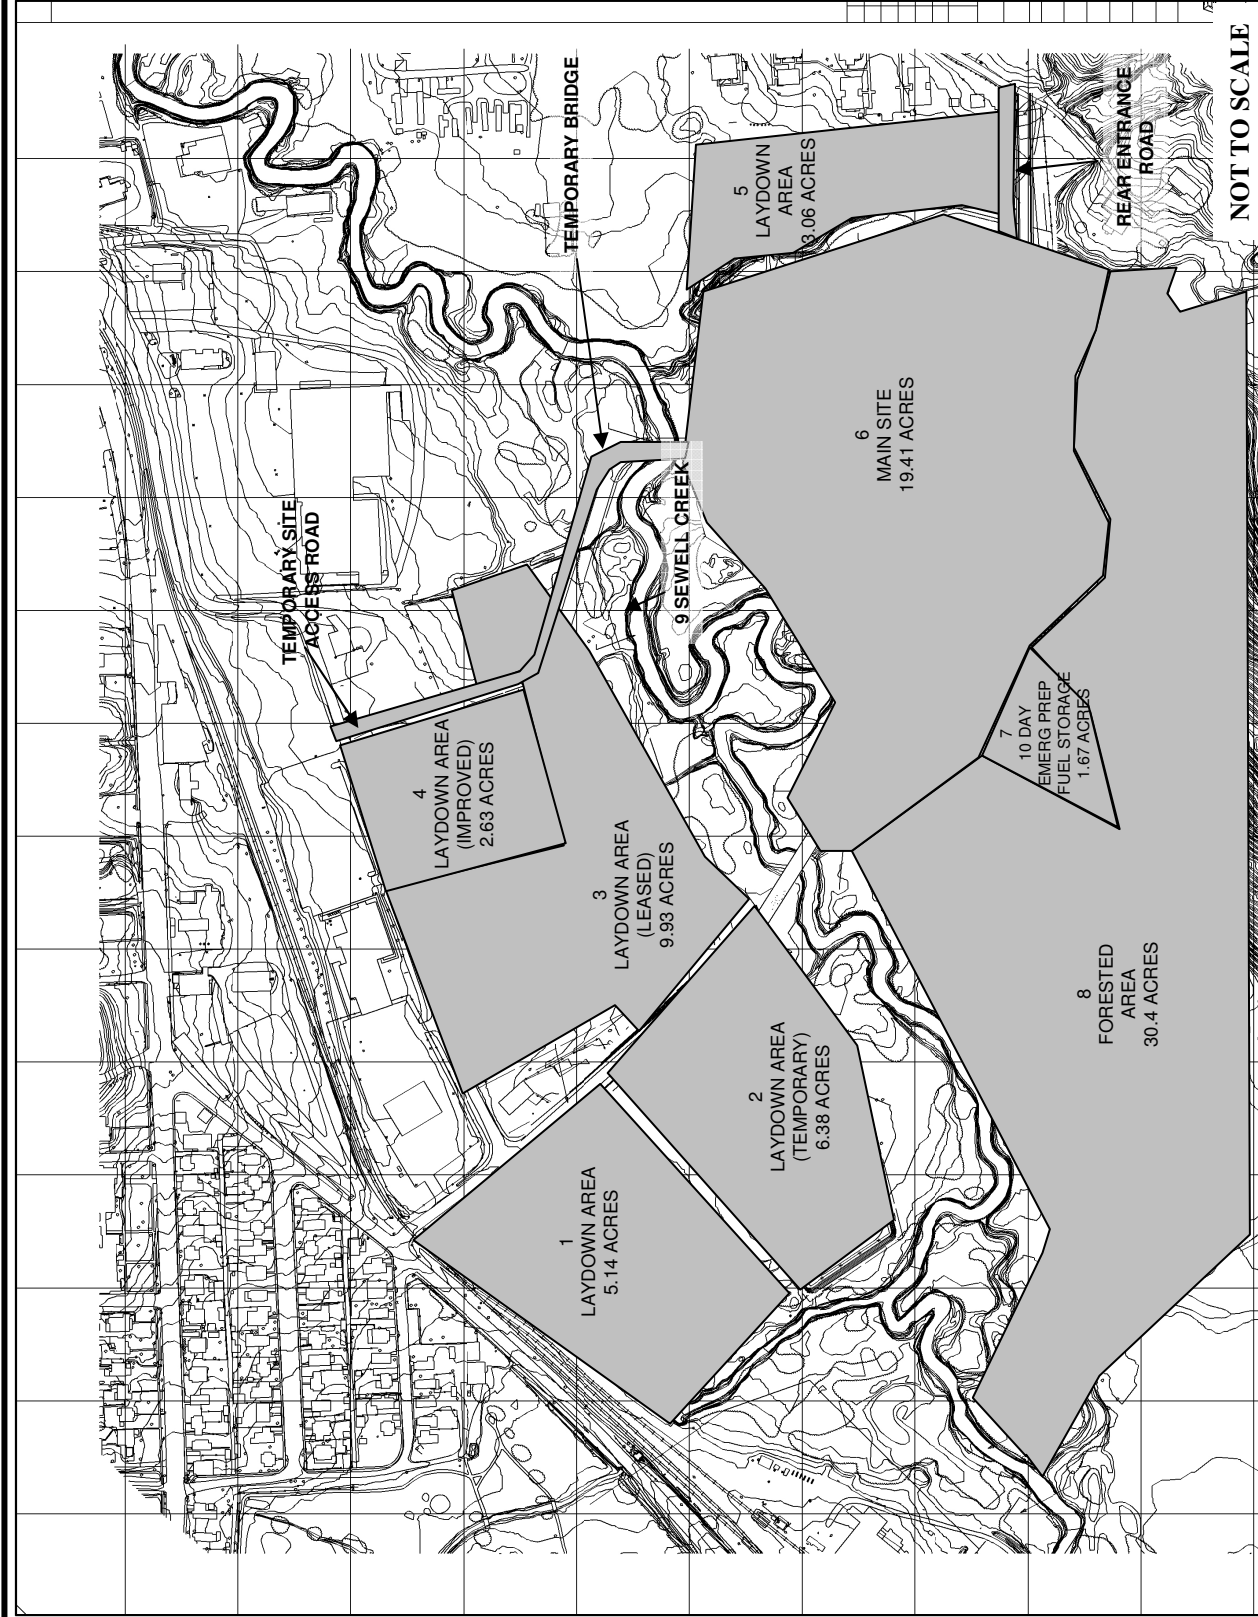 NOT TO SCALE
TEMPORARY BRIDGE
TEMPORARY SITE
ACCESS ROAD
REAR ENTRANCE
ROAD
9 SEWELL CREEK
1
LAYDOWN AREA
5.14 ACRES
2
LAYDOWN AREA
(TEMPORARY)
6.38 ACRES
3
LAYDOWN AREA
(LEASED)
9.93 ACRES
4
LAYDOWN AREA
(IMPROVED)
2.63 ACRES
5
LAYDOWN
AREA
3.06 ACRES
6
MAIN SITE
19.41 ACRES
7
10 DAY
EMERG PREP
FUEL STORAGE
1.67 ACRES
8
FORESTED
AREA
30.4 ACRES